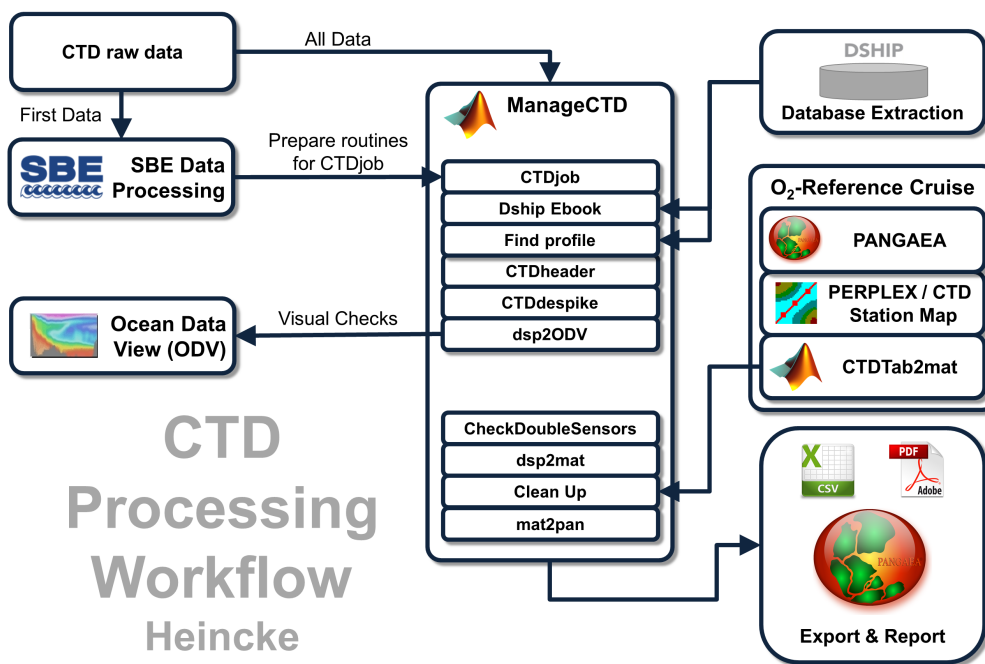 CTD raw data
All Data
First Data
SBE
SBE Data
Processing
Prepare routines
for CTDjob
ManageCTD
CTDjob
Dship Ebook
Find profile
CTDheader
CTDdespike
dsp2ODV
CheckDoubleSensors
dsp2mat
Clean Up
mat2pan
Visual Checks
Ocean Data
View (ODV)
DSHIP
Database Extraction
O₂-Reference Cruise
PANGAEA
PERPLEX / CTD
Station Map
CTDTab2mat
X
CSV
PDF
Adobe
PANGAEA
Export & Report
CTD
Processing
Workflow
Heincke